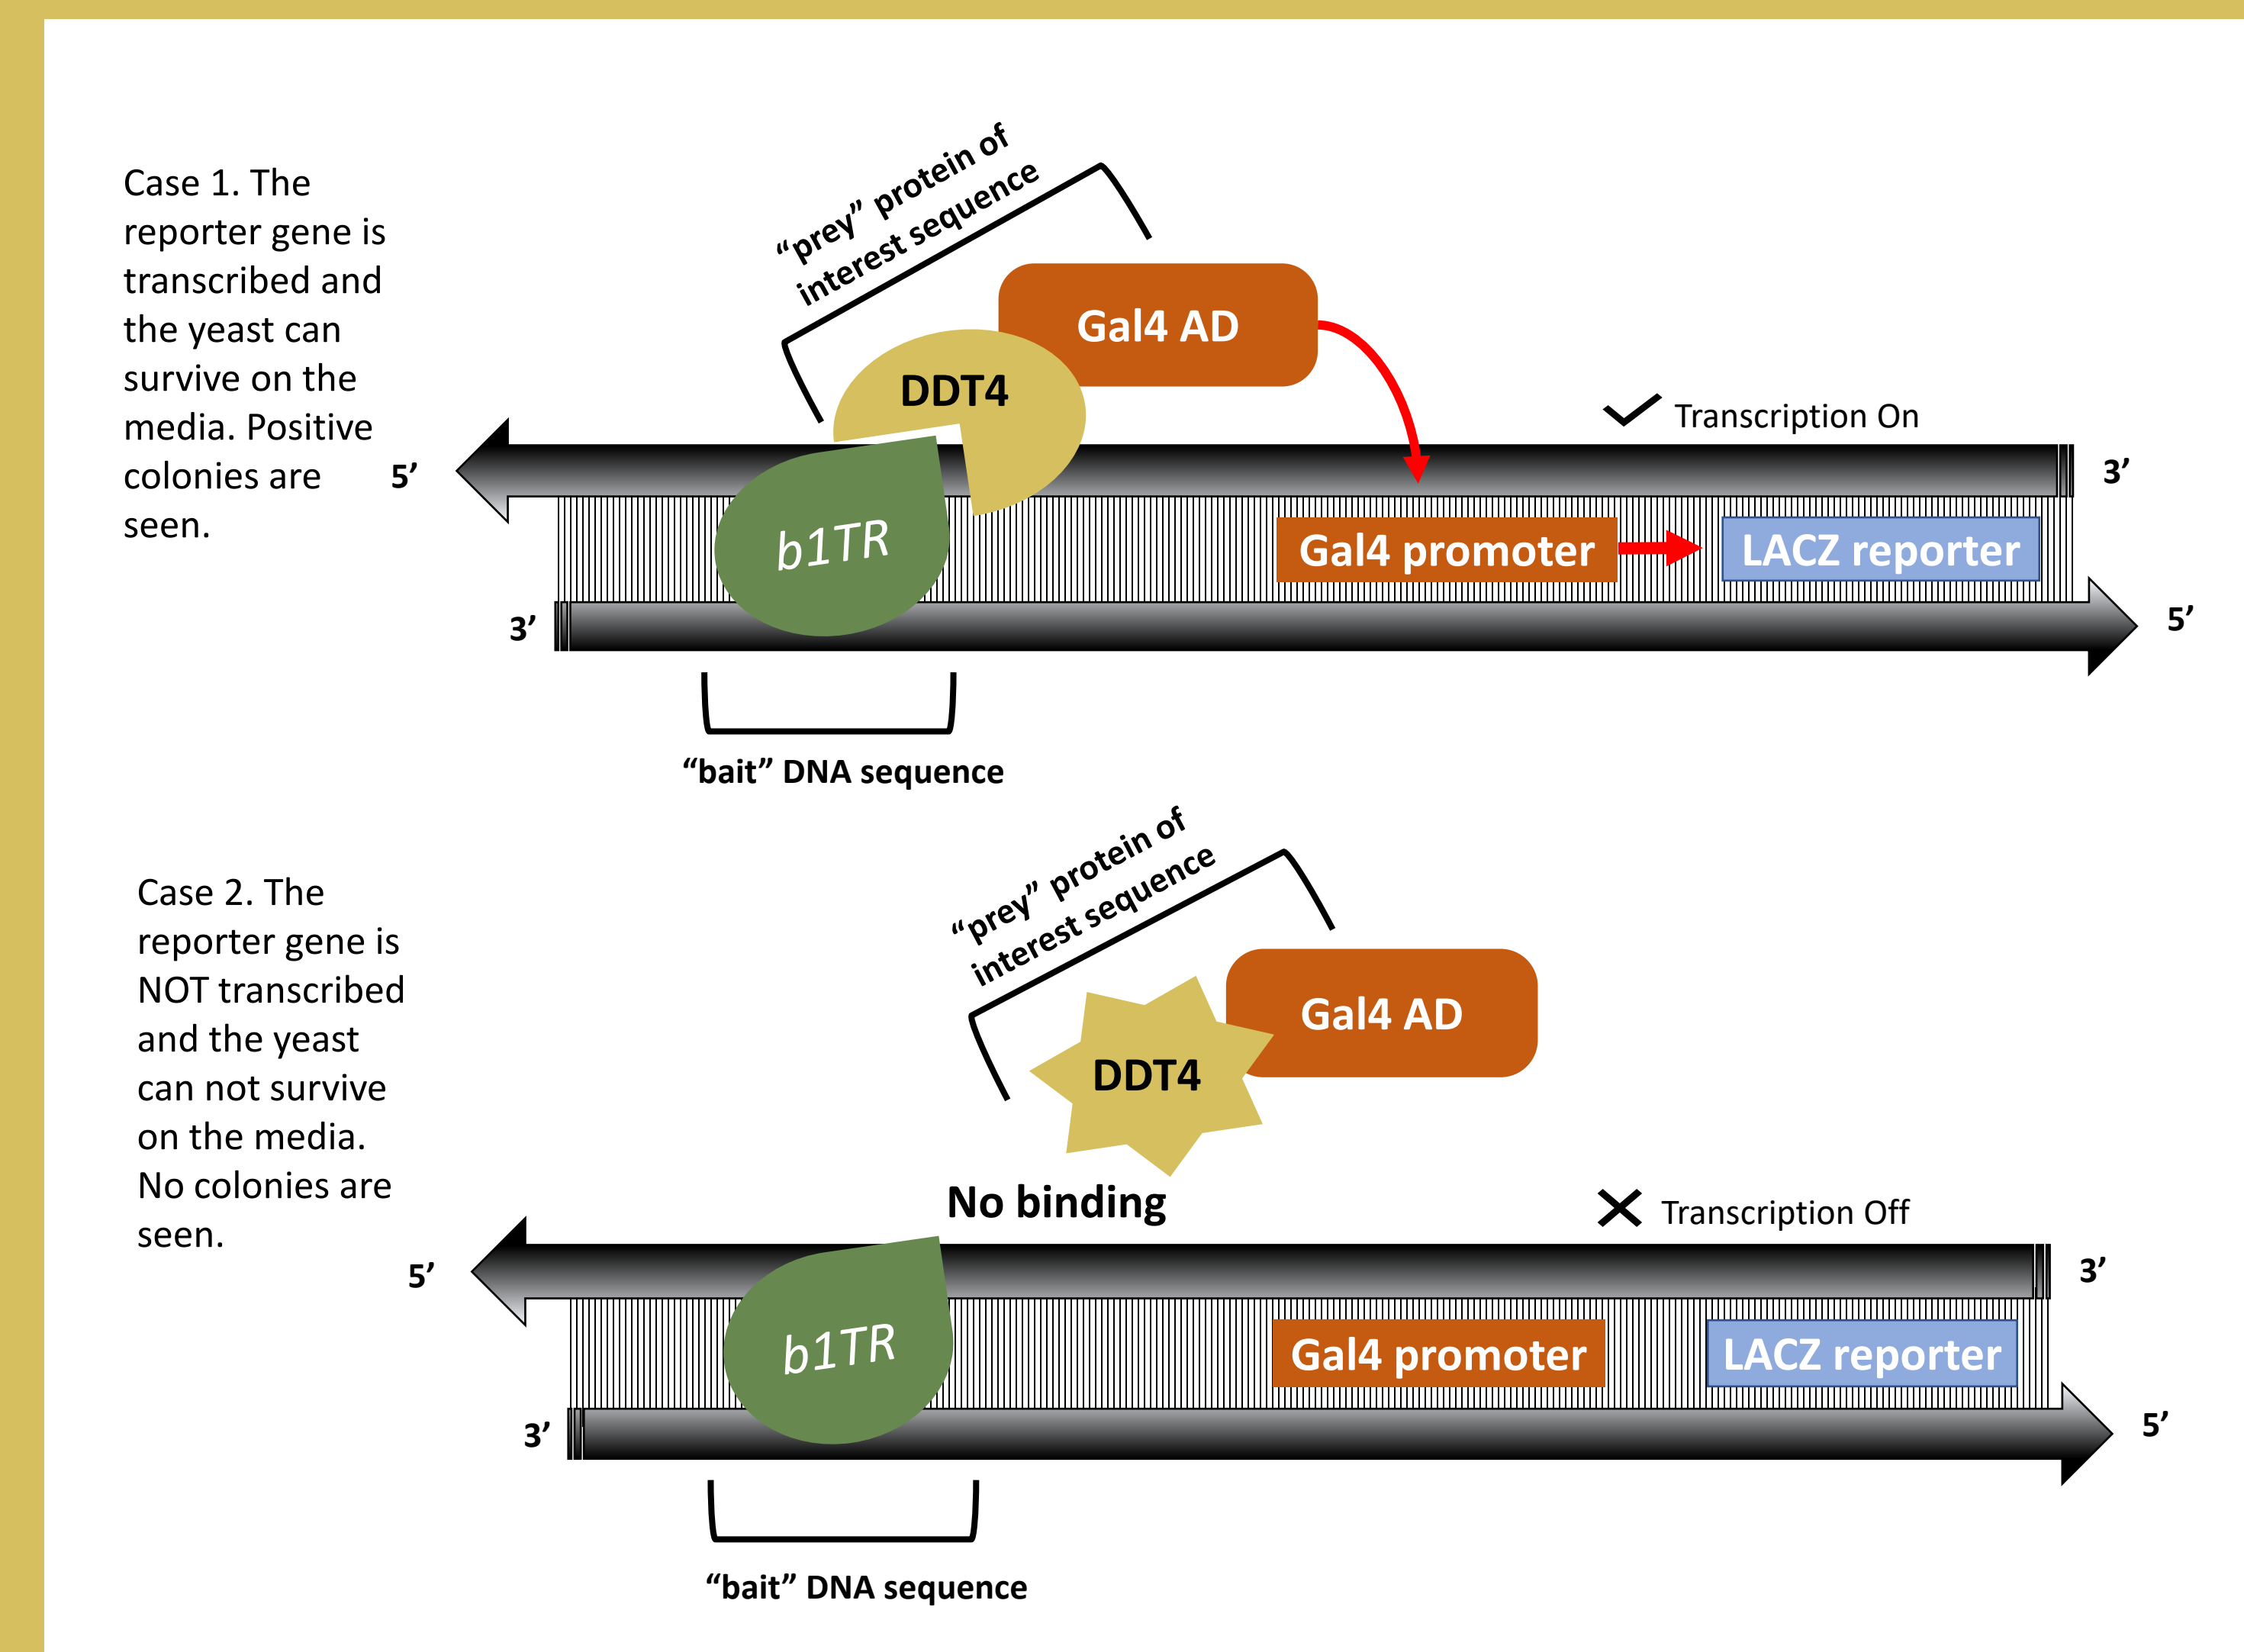 Case 1. The
reporter gene is
transcribed and
the yeast can
survive on the
media. Positive
colonies are
seen.
“prey” protein of
interest sequence
Gal4 AD
DDT4
Transcription On
5’
3’
b1TR
Gal4 promoter
LACZ reporter
3’
5’
“bait” DNA sequence
Case 2. The
reporter gene is
NOT transcribed
and the yeast
can not survive
on the media.
No colonies are
seen.
“prey” protein of
interest sequence
Gal4 AD
DDT4
No binding
Transcription Off
5’
3’
b1TR
Gal4 promoter
LACZ reporter
3’
5’
“bait” DNA sequence